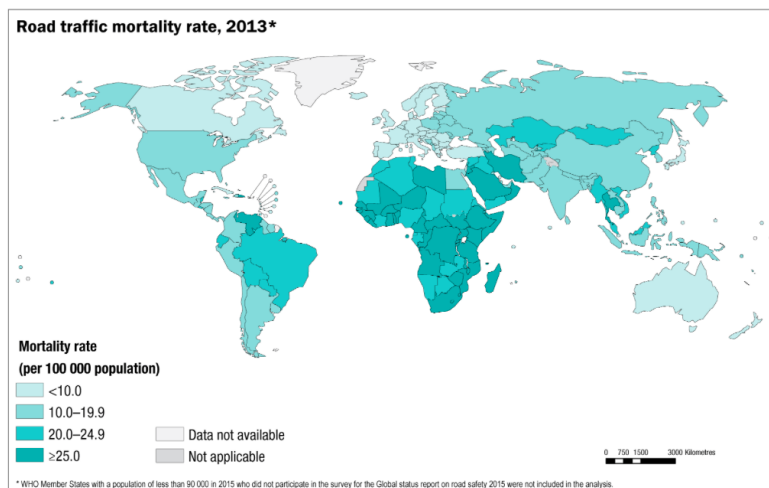 Road traffic mortality rate, 2013*
Mortality rate
(per 100 000 population)
<10.0
10.0–19.9
20.0–24.9
≥25.0
Data not available
Not applicable
0 750 1500 3000 Kilometres
* WHO Member States with a population of less than 90 000 in 2015 who did not participate in the survey for the Global status report on road safety 2015 were not included in the analysis.